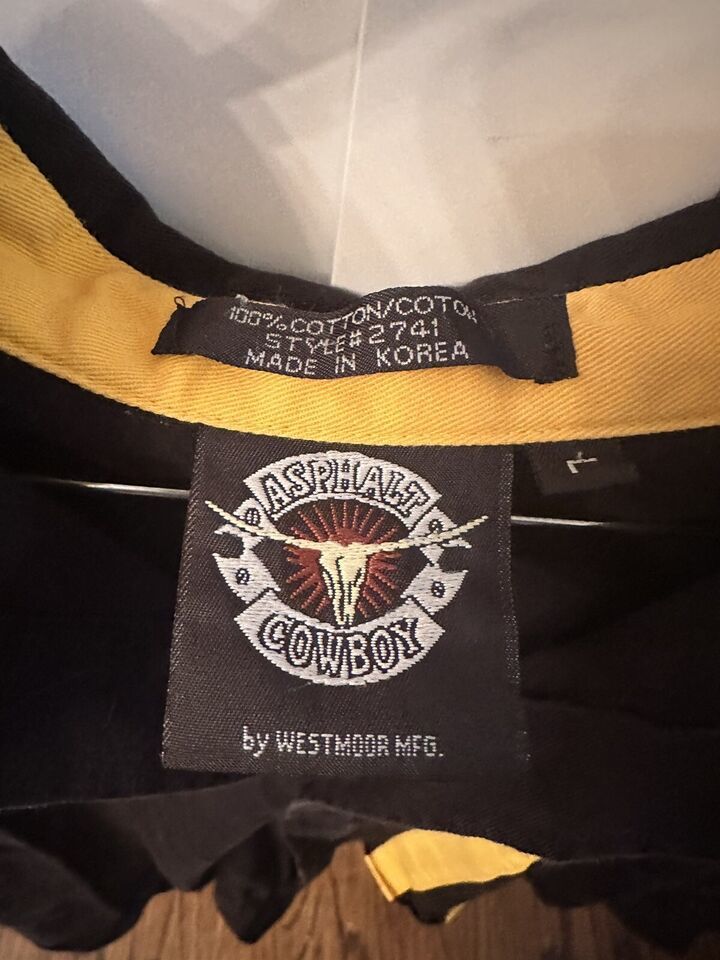 100% COTTON/COTON
STYLE# 2741
MADE IN KOREA
ASPHALT
COWBOY
by WESTMOOR MFG.